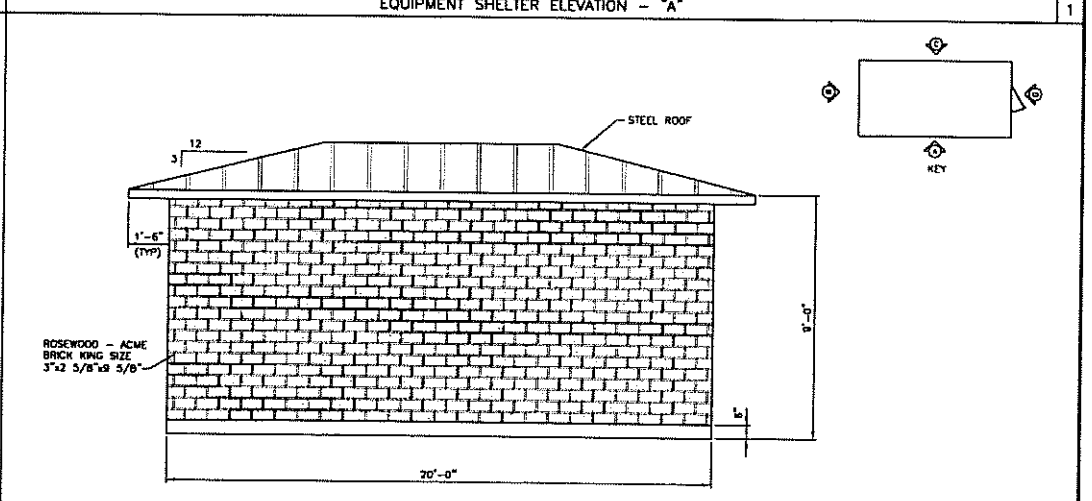 EQUIPMENT SHELTER ELEVATION – "A"
1
C
B
D
A
KEY
STEEL ROOF
12
3
1'-6"
(TYP)
9'-0"
ROSEWOOD – ACME
BRICK KING SIZE
3"x2 5/8"x9 5/8"
6"
20'-0"